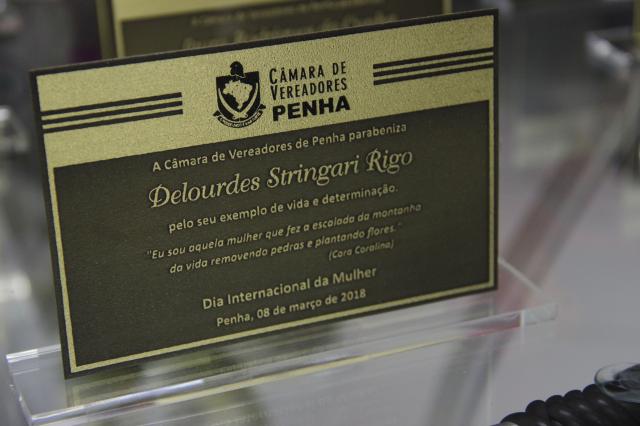 CÂMARA DE
VEREADORES
PENHA
A Câmara de Vereadores de Penha parabeniza
Delourdes Stringari Rigo
pelo seu exemplo de vida e determinação.
"Eu sou aquela mulher que fez a escalada da montanha
da vida removendo pedras e plantando flores."
(Cora Coralina)
Dia Internacional da Mulher
Penha, 08 de março de 2018